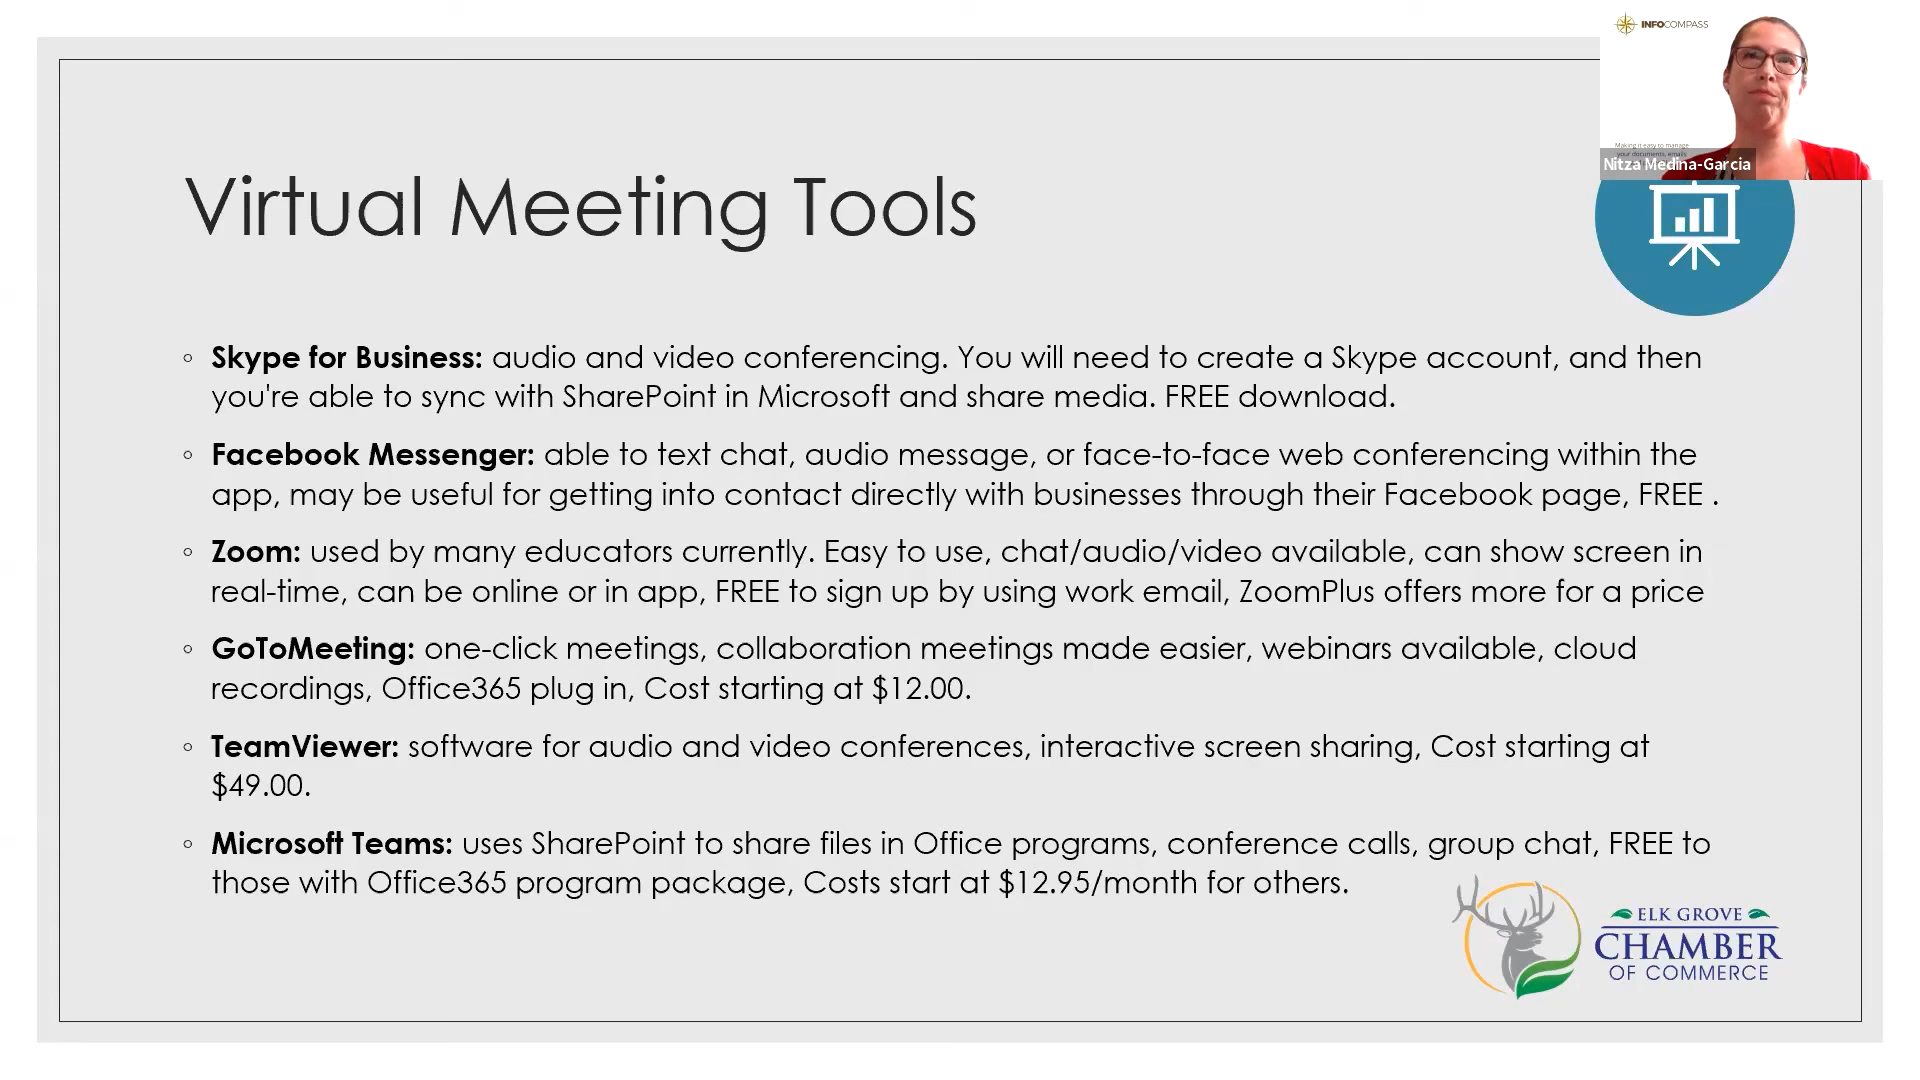 INFOCOMPASS
Making it easy to manage
your documents, emails
Nitza Medina-Garcia
Virtual Meeting Tools
Skype for Business: audio and video conferencing. You will need to create a Skype account, and then
you're able to sync with SharePoint in Microsoft and share media. FREE download.
Facebook Messenger: able to text chat, audio message, or face-to-face web conferencing within the
app, may be useful for getting into contact directly with businesses through their Facebook page, FREE .
Zoom: used by many educators currently. Easy to use, chat/audio/video available, can show screen in
real-time, can be online or in app, FREE to sign up by using work email, ZoomPlus offers more for a price
GoToMeeting: one-click meetings, collaboration meetings made easier, webinars available, cloud
recordings, Office365 plug in, Cost starting at $12.00.
TeamViewer: software for audio and video conferences, interactive screen sharing, Cost starting at
$49.00.
Microsoft Teams: uses SharePoint to share files in Office programs, conference calls, group chat, FREE to
those with Office365 program package, Costs start at $12.95/month for others.
ELK GROVE
CHAMBER
OF COMMERCE